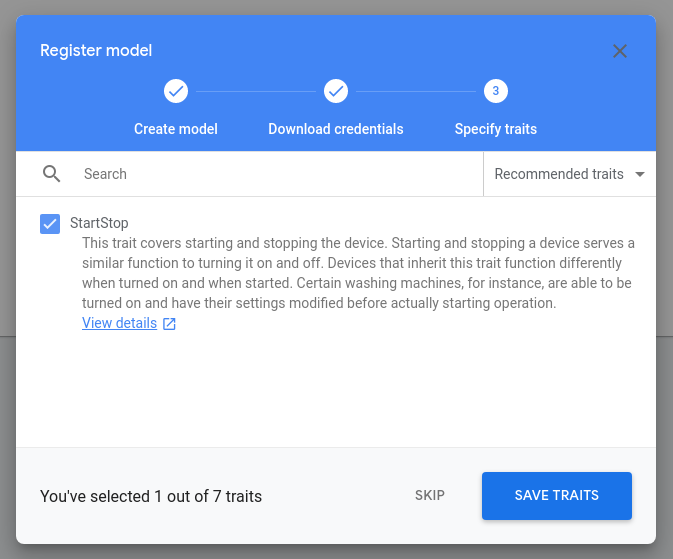 Register model
3
Create model
Download credentials
Specify traits
Search
Recommended traits
StartStop
This trait covers starting and stopping the device. Starting and stopping a device serves a
similar function to turning it on and off. Devices that inherit this trait function differently
when turned on and when started. Certain washing machines, for instance, are able to be
turned on and have their settings modified before actually starting operation.
View details
You've selected 1 out of 7 traits
SKIP
SAVE TRAITS